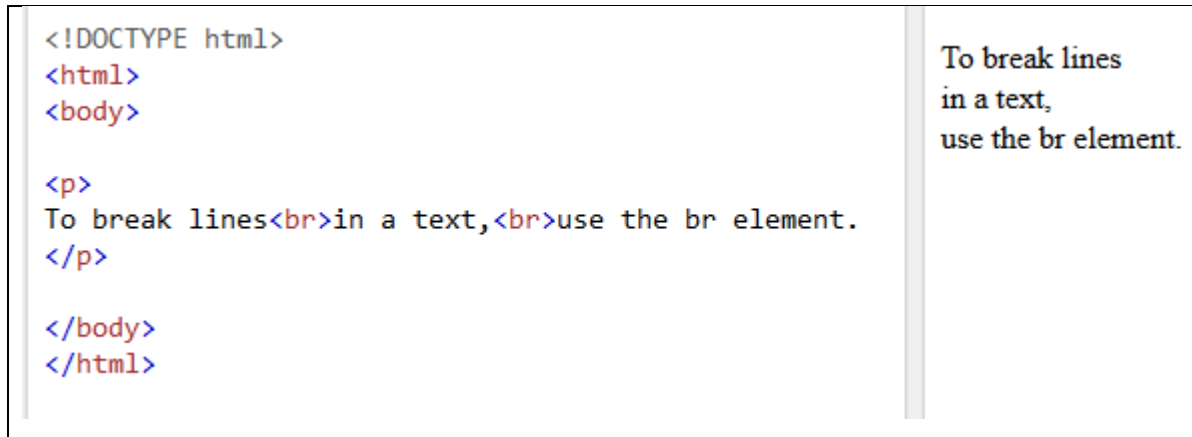 <!DOCTYPE html>
<html>
<body>
<p>
To break lines<br>in a text,<br>use the br element.
</p>
</body>
</html>
To break lines
in a text,
use the br element.